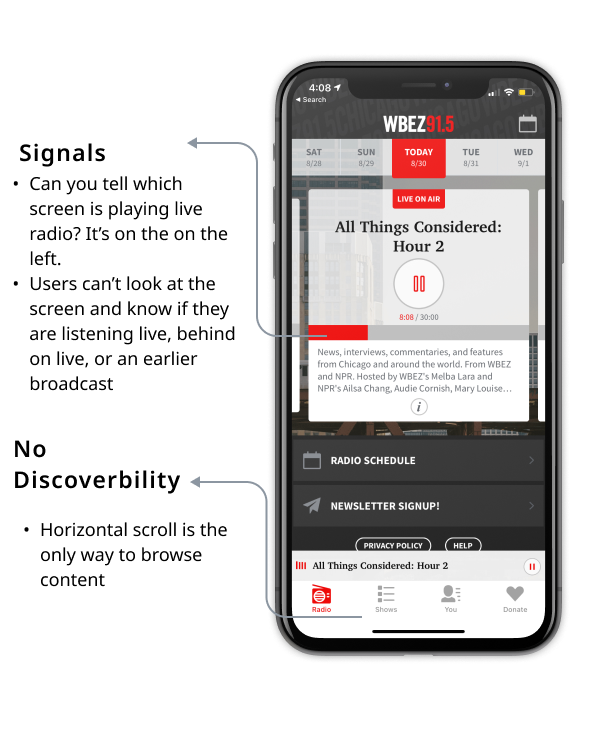 Signals
• Can you tell which
screen is playing live
radio? It’s on the on the
left.
• Users can’t look at the
screen and know if they
are listening live, behind
on live, or an earlier
broadcast
No
Discoverbility
• Horizontal scroll is the
only way to browse
content
4:08
Search
WBEZ91.5
SAT SUN TODAY TUE WED
8/28 8/29 8/30 8/31 9/1
LIVE ON AIR
All Things Considered:
Hour 2
8:08 / 30:00
News, interviews, commentaries, and features
from Chicago and around the world. From WBEZ
and NPR. Hosted by WBEZ's Melba Lara and
NPR's Ailsa Chang, Audie Cornish, Mary Louise...
i
RADIO SCHEDULE
NEWSLETTER SIGNUP!
PRIVACY POLICY HELP
All Things Considered: Hour 2
Radio Shows You Donate